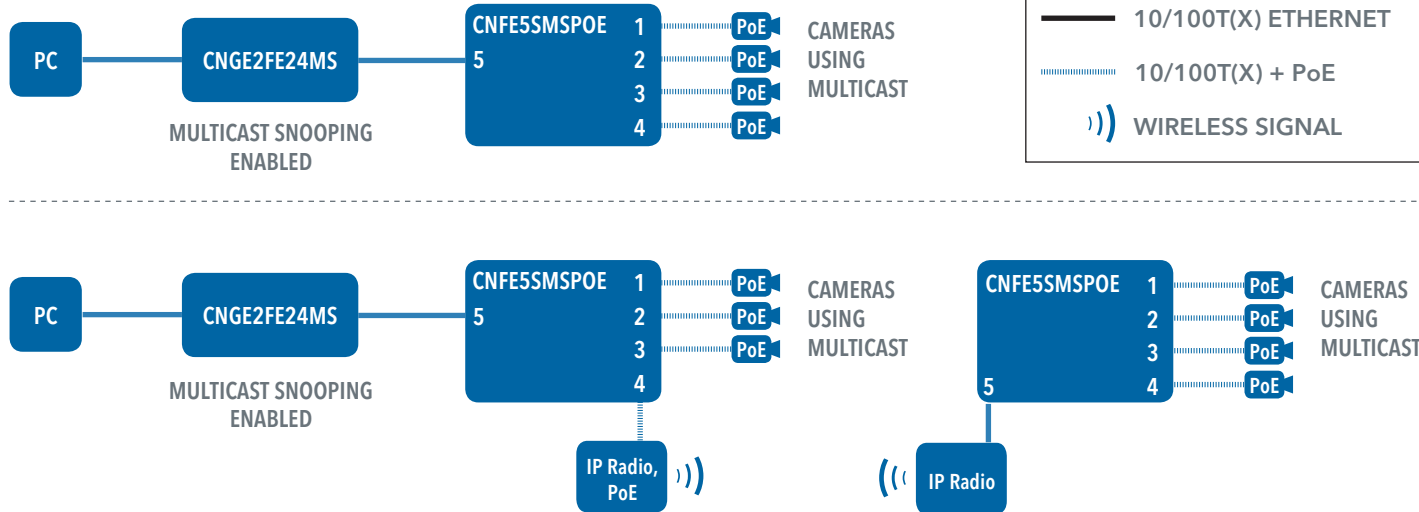 PC
CNGE2FE24MS
MULTICAST SNOOPING
ENABLED
CNFE5SMSPOE
5
1
2
3
4
PoE
PoE
PoE
PoE
CAMERAS
USING
MULTICAST
10/100T(X) ETHERNET
10/100T(X) + PoE
WIRELESS SIGNAL
PC
CNGE2FE24MS
MULTICAST SNOOPING
ENABLED
CNFE5SMSPOE
5
1
2
3
4
PoE
PoE
PoE
CAMERAS
USING
MULTICAST
IP Radio,
PoE
CNFE5SMSPOE
5
1
2
3
4
PoE
PoE
PoE
PoE
CAMERAS
USING
MULTICAST
IP Radio